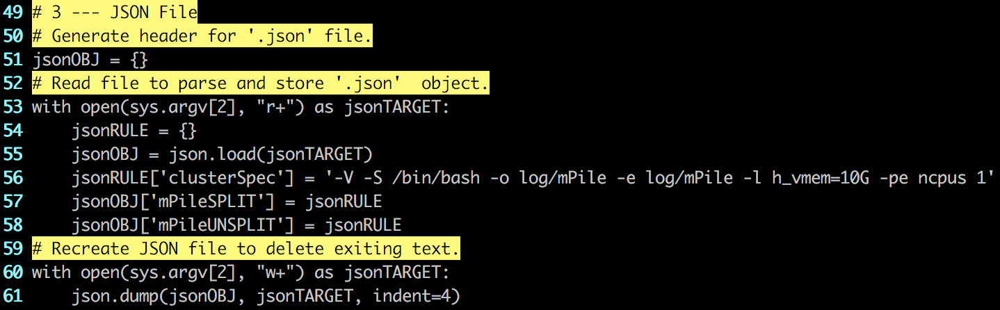 49 # 3 --- JSON File
50 # Generate header for '.json' file.
51 jsonOBJ = {}
52 # Read file to parse and store '.json'  object.
53 with open(sys.argv[2], "r+") as jsonTARGET:
54     jsonRULE = {}
55     jsonOBJ = json.load(jsonTARGET)
56     jsonRULE['clusterSpec'] = '-V -S /bin/bash -o log/mPile -e log/mPile -l h_vmem=10G -pe ncpus 1'
57     jsonOBJ['mPileSPLIT'] = jsonRULE
58     jsonOBJ['mPileUNSPLIT'] = jsonRULE
59 # Recreate JSON file to delete exiting text.
60 with open(sys.argv[2], "w+") as jsonTARGET:
61     json.dump(jsonOBJ, jsonTARGET, indent=4)